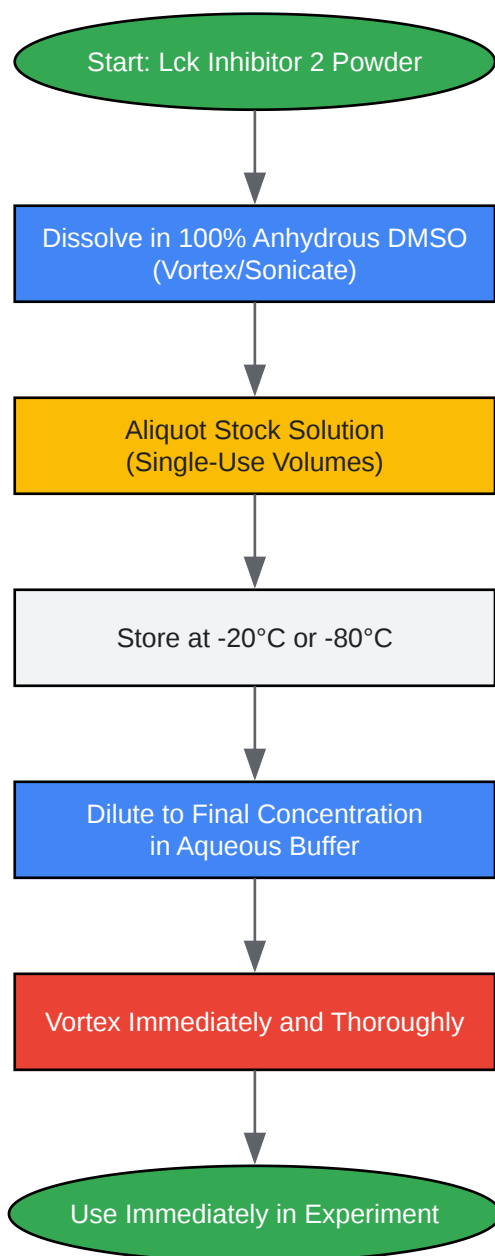 Start: Lck Inhibitor 2 Powder
Dissolve in 100% Anhydrous DMSO
(Vortex/Sonicate)
Aliquot Stock Solution
(Single-Use Volumes)
Store at -20°C or -80°C
Dilute to Final Concentration
in Aqueous Buffer
Vortex Immediately and Thoroughly
Use Immediately in Experiment